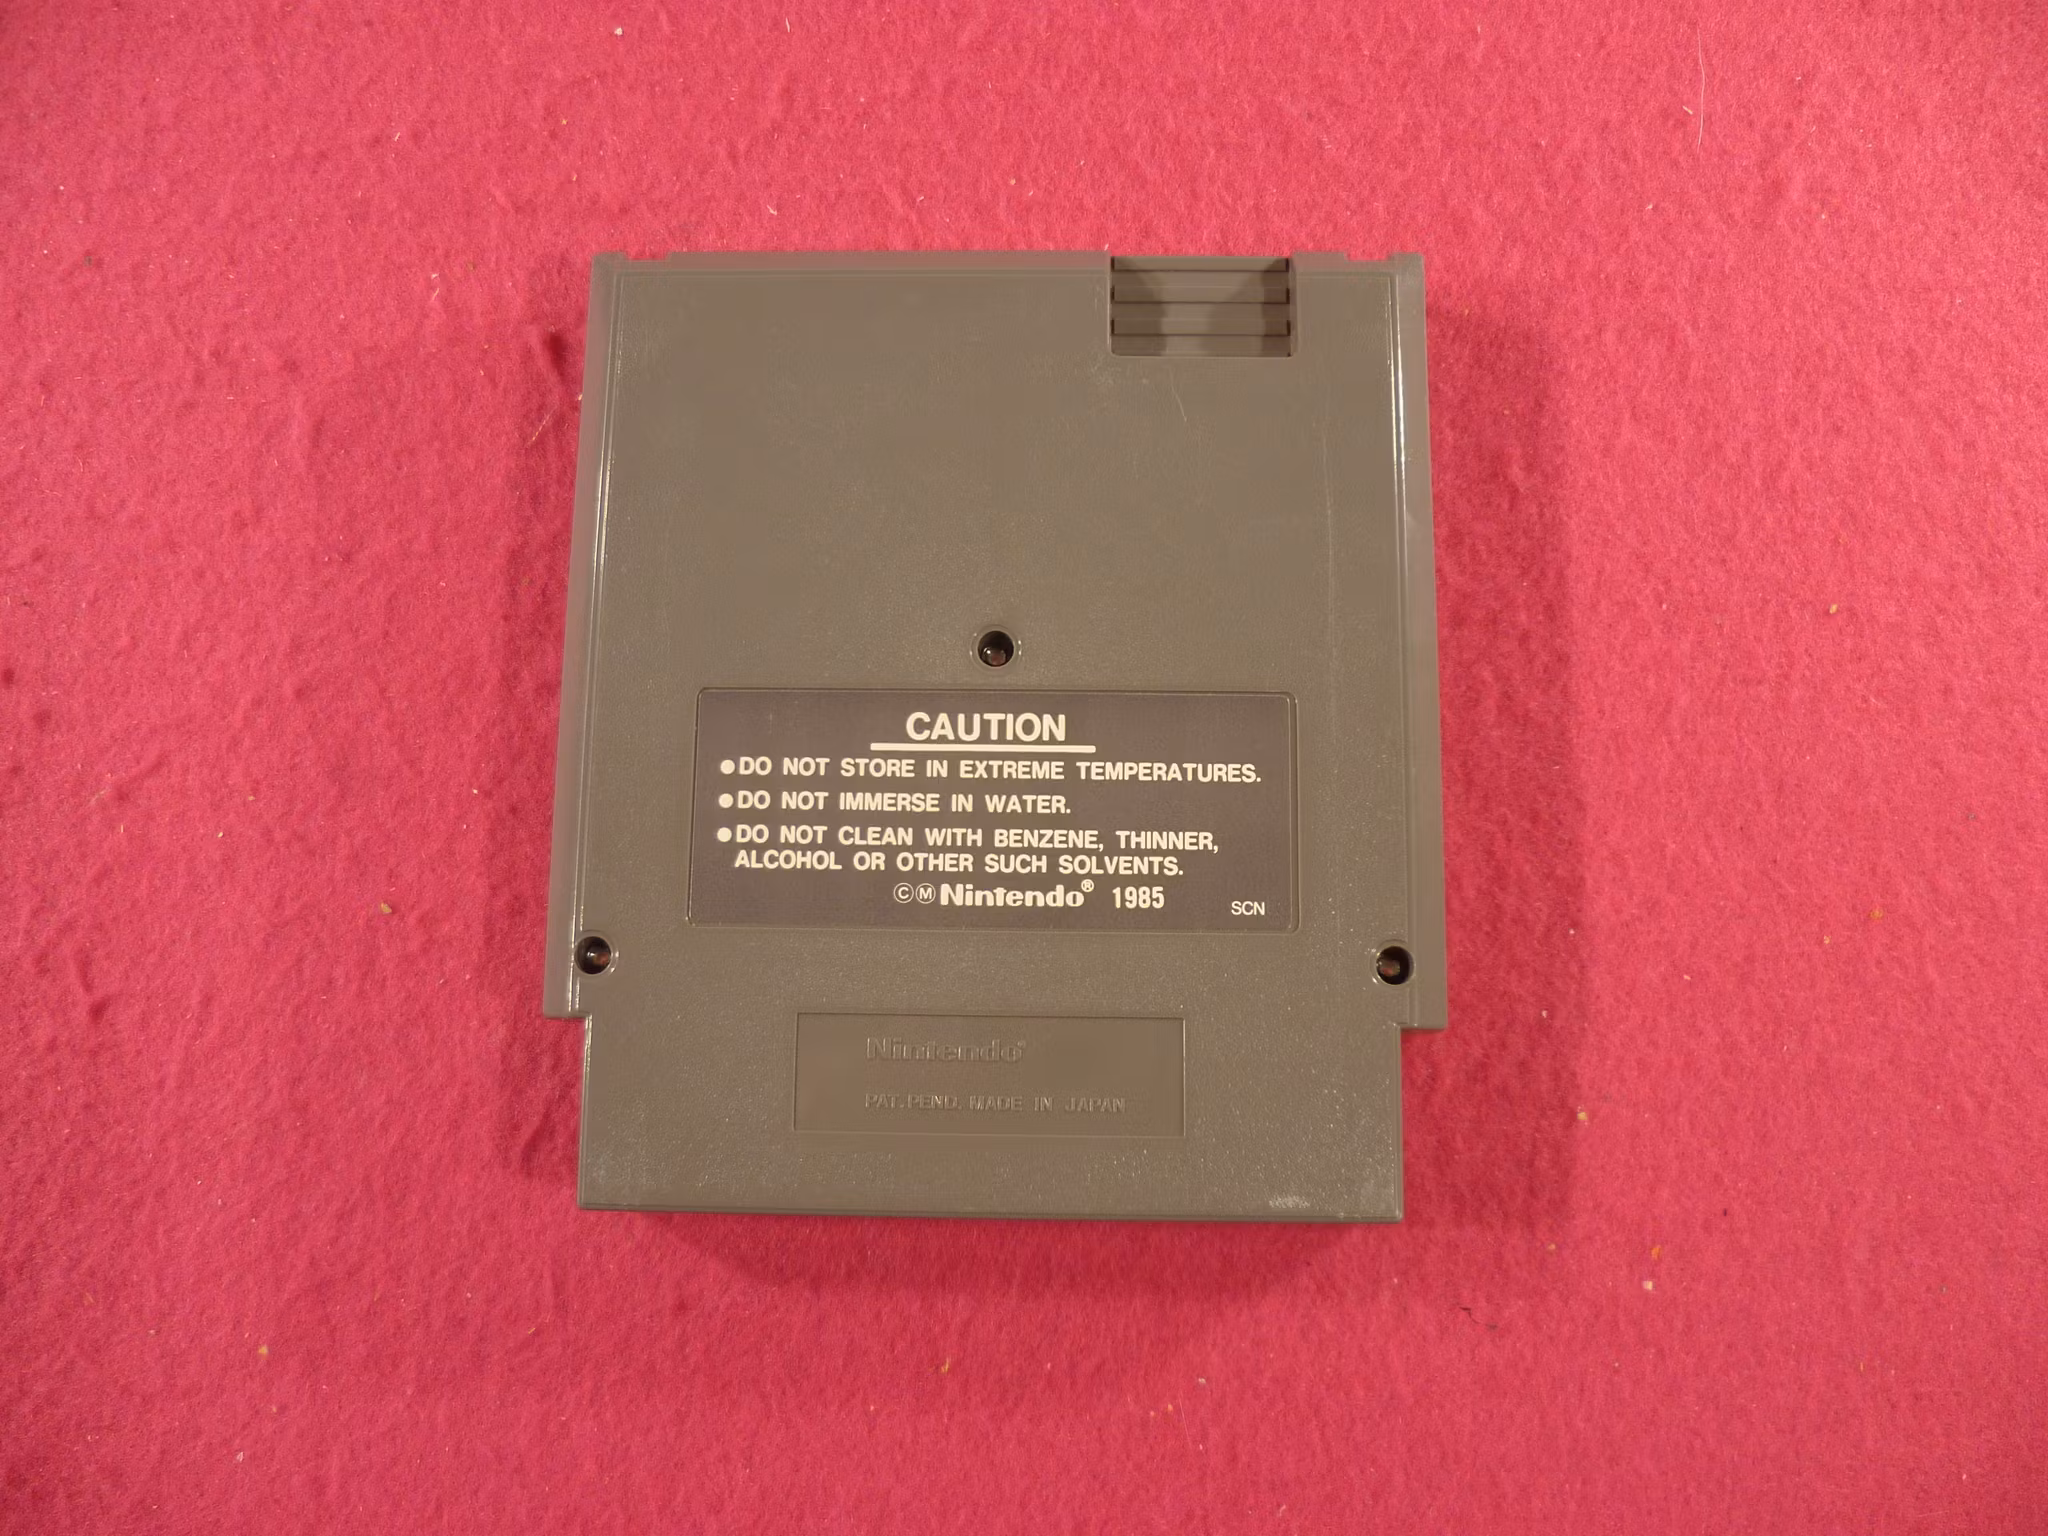 CAUTION
●DO NOT STORE IN EXTREME TEMPERATURES.
●DO NOT IMMERSE IN WATER.
●DO NOT CLEAN WITH BENZENE, THINNER,
ALCOHOL OR OTHER SUCH SOLVENTS.
ⒸⓂNintendo® 1985
SCN
Nintendo®
PAT. PEND. MADE IN JAPAN